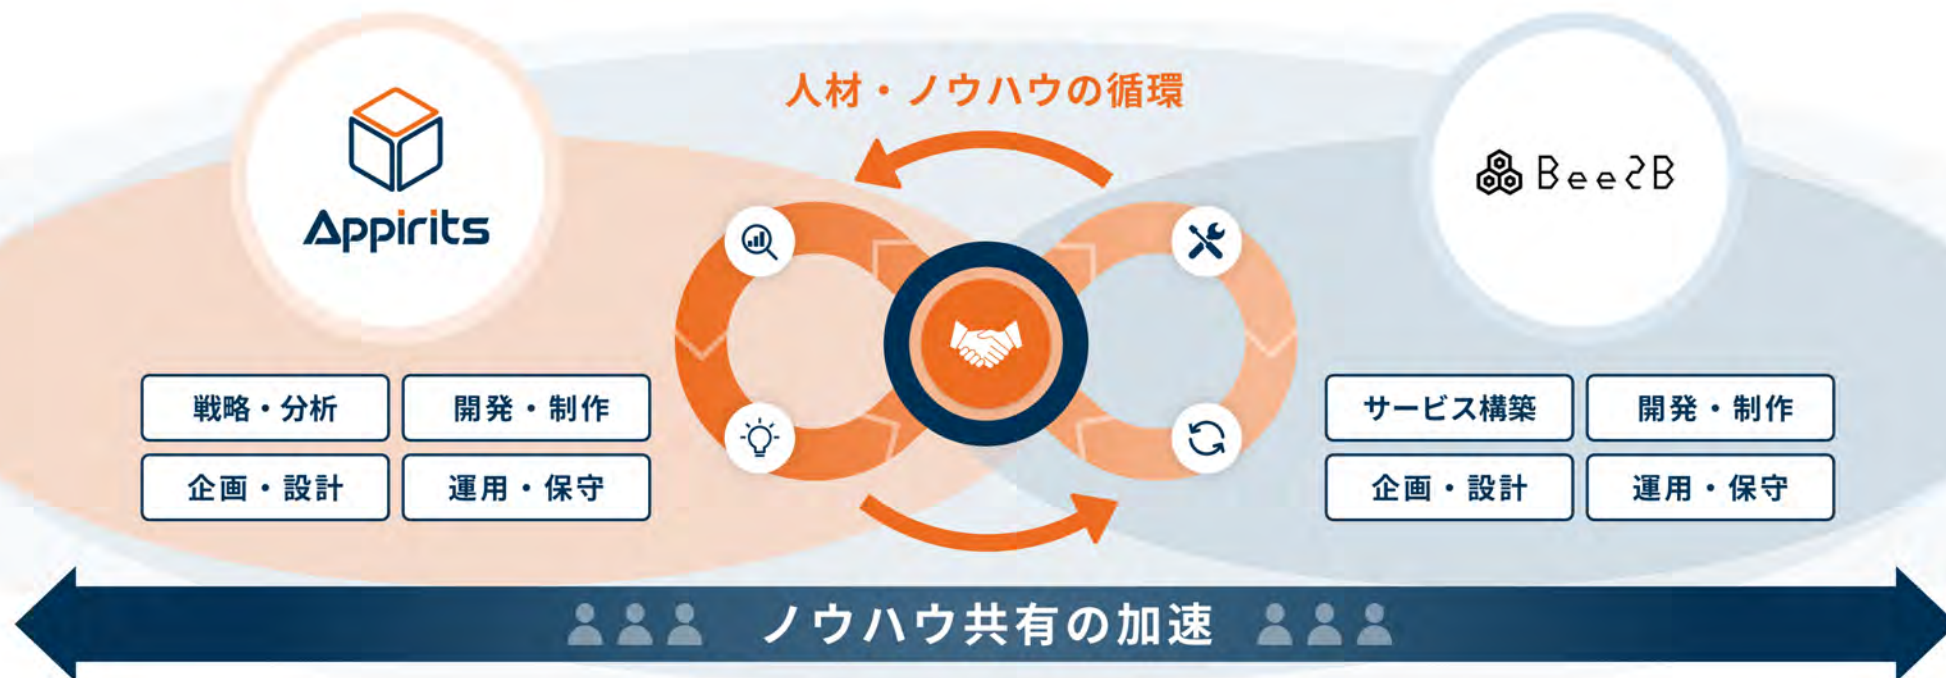 人材・ノウハウの循環
Appirits
Bee2B
戦略・分析
開発・制作
企画・設計
運用・保守
サービス構築
開発・制作
企画・設計
運用・保守
ノウハウ共有の加速